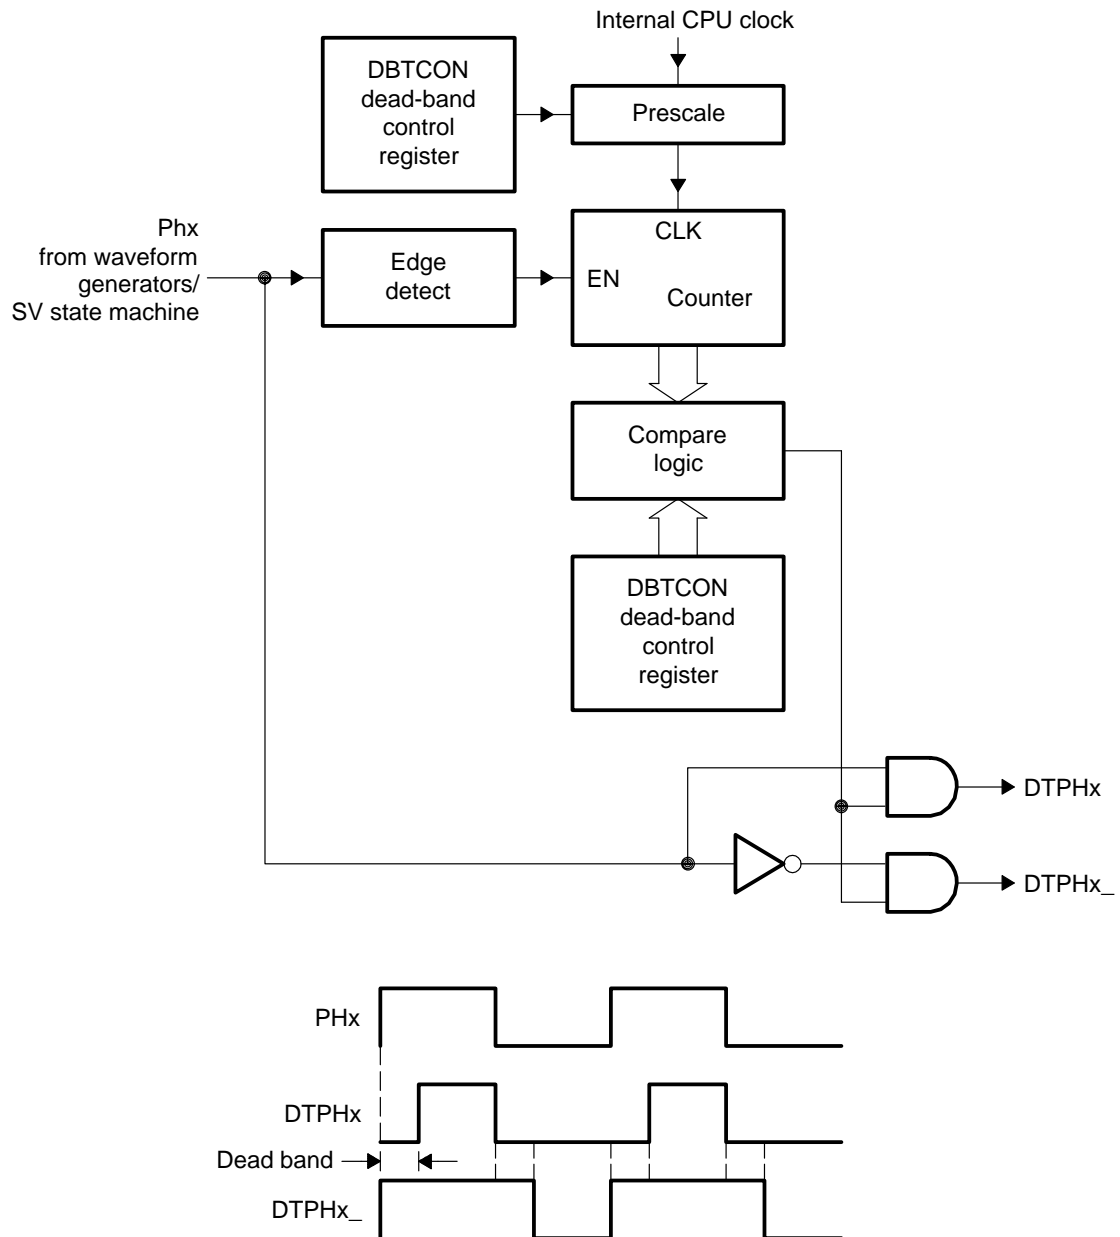 Internal CPU clock
DBTCON
dead-band
control
register
Prescale
Phx
from waveform
generators/
SV state machine
Edge
detect
CLK
EN
Counter
Compare
logic
DBTCON
dead-band
control
register
DTPHx
DTPHx_
PHx
DTPHx
Dead band
DTPHx_